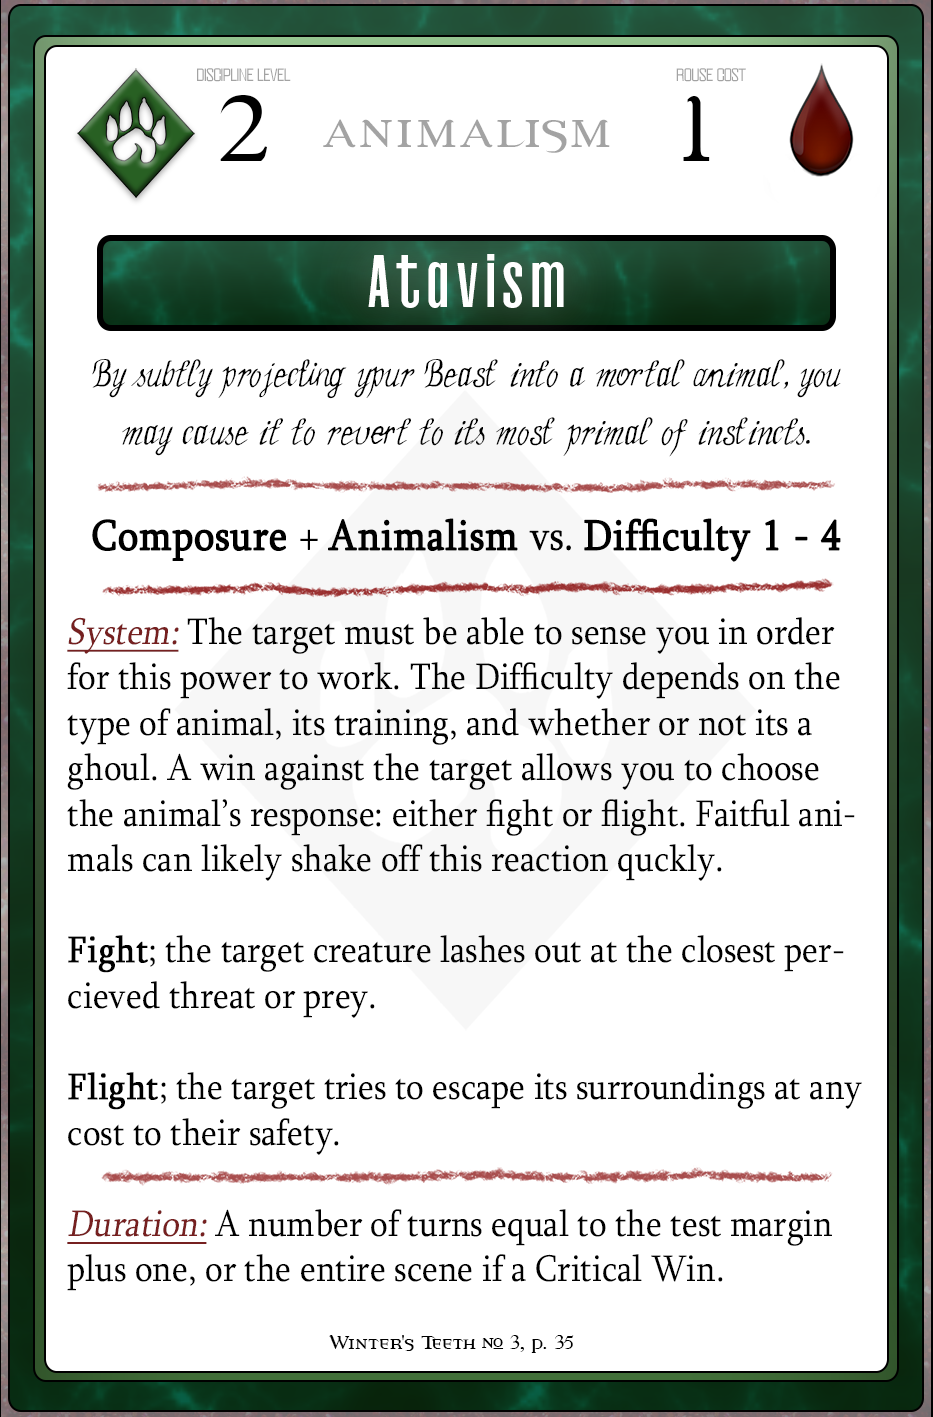 DISCIPLINE LEVEL
2
ANIMALISM
ROUSE COST
1
Atavism
By subtly projecting ypur Beast into a mortal animal, you
may cause it to revert to its most primal of instincts.
Composure + Animalism vs. Difficulty 1 - 4
System: The target must be able to sense you in order
for this power to work. The Difficulty depends on the
type of animal, its training, and whether or not its a
ghoul. A win against the target allows you to choose
the animal’s response: either fight or flight. Faitful ani-
mals can likely shake off this reaction quckly.
Fight; the target creature lashes out at the closest per-
cieved threat or prey.
Flight; the target tries to escape its surroundings at any
cost to their safety.
Duration: A number of turns equal to the test margin
plus one, or the entire scene if a Critical Win.
Winter's Teeth № 3, p. 35